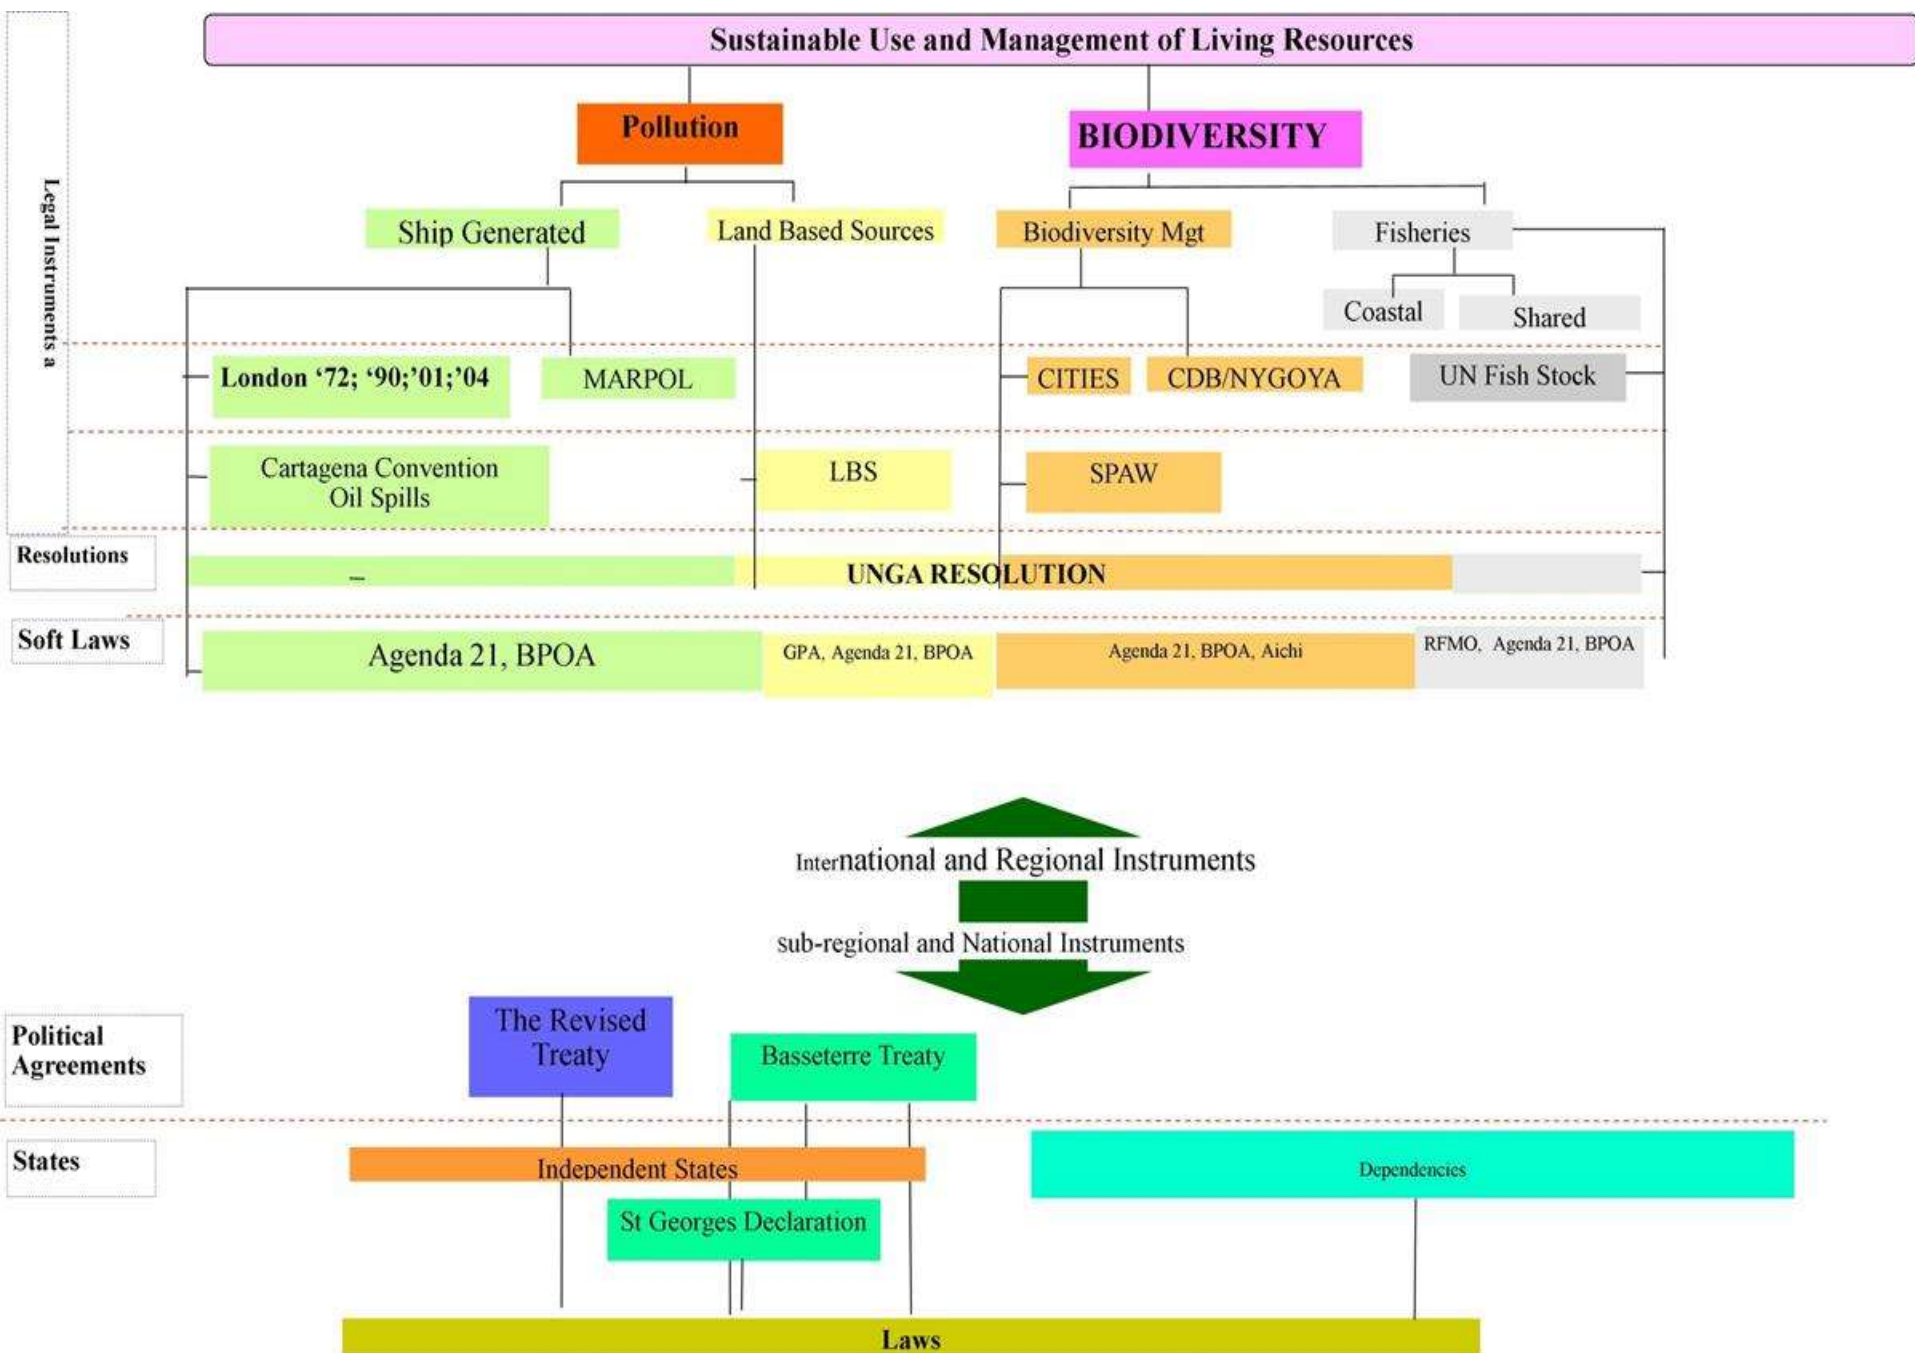 Sustainable Use and Management of Living Resources
Pollution
BIODIVERSITY
Legal Instruments a
Ship Generated
Land Based Sources
Biodiversity Mgt
Fisheries
Coastal
Shared
London ‘72; ‘90;’01;’04
MARPOL
CITIES
CDB/NYGOYA
UN Fish Stock
Cartagena Convention
Oil Spills
LBS
SPAW
Resolutions
UNGA RESOLUTION
Soft Laws
Agenda 21, BPOA
GPA, Agenda 21, BPOA
Agenda 21, BPOA, Aichi
RFMO, Agenda 21, BPOA
International and Regional Instruments
sub-regional and National Instruments
Political
Agreements
The Revised
Treaty
Basseterre Treaty
States
Independent States
Dependencies
St Georges Declaration
Laws